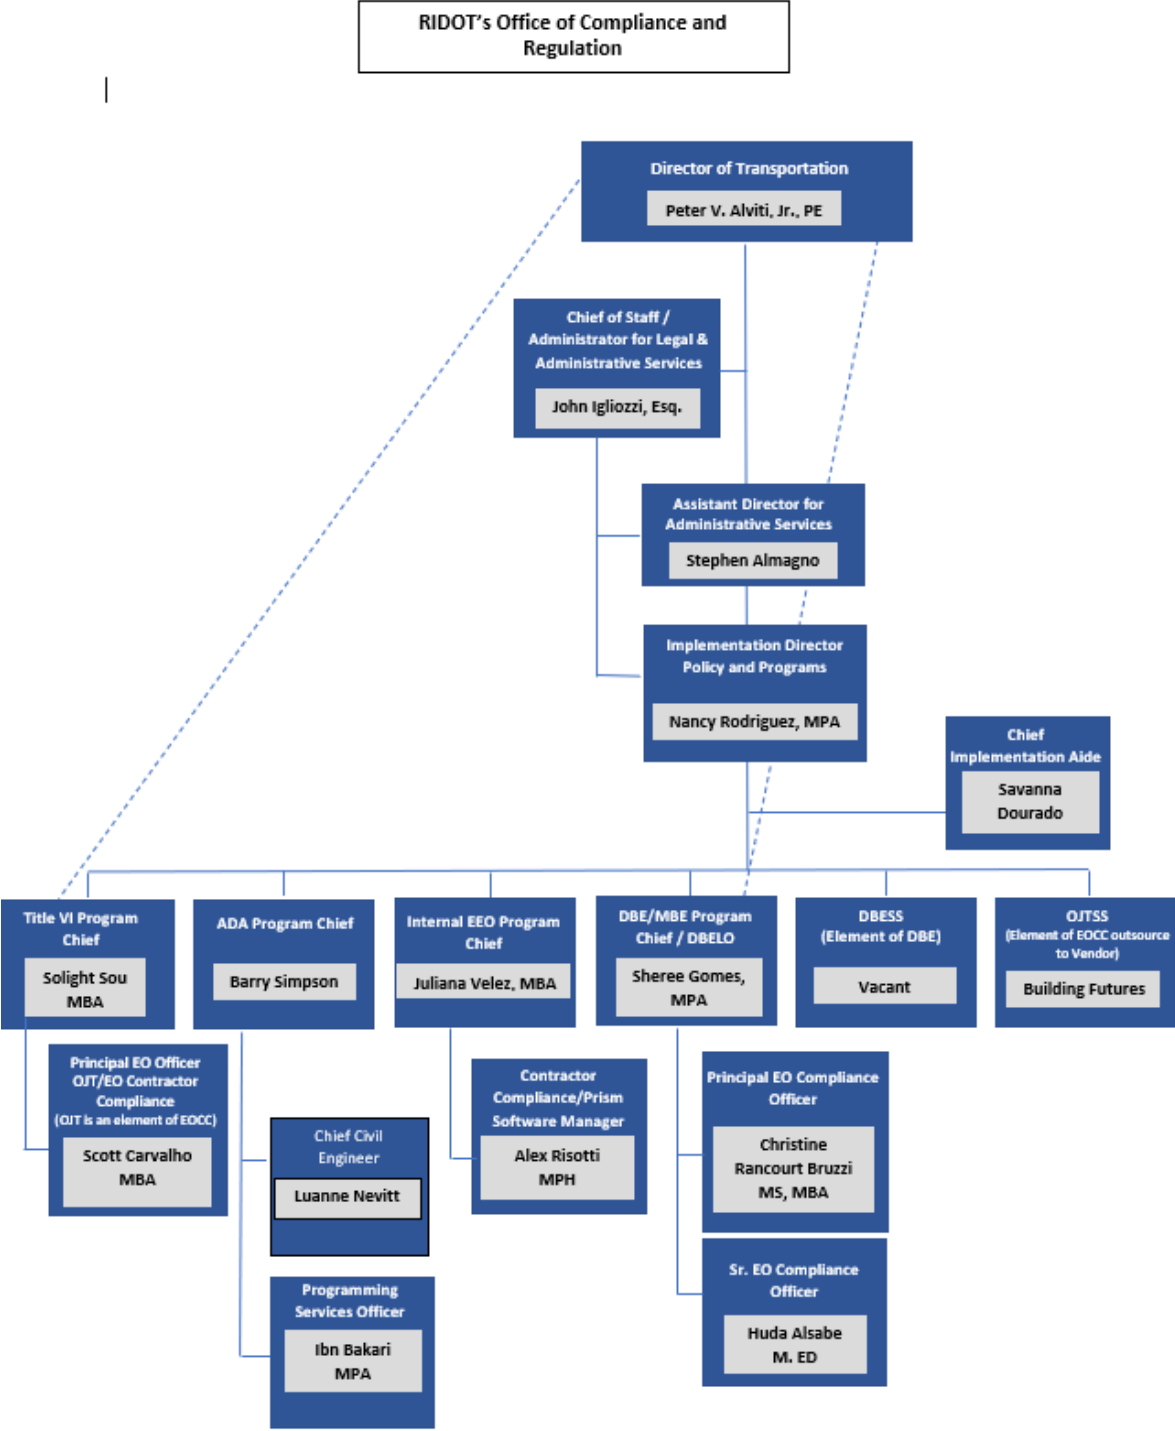 RIDOT's Office of Compliance and
Regulation
Director of Transportation
Peter V. Alviti, Jr., PE
Chief of Staff /
Administrator for Legal &
Administrative Services
John Igliozzi, Esq.
Assistant Director for
Administrative Services
Stephen Almagno
Implementation Director
Policy and Programs
Nancy Rodriguez, MPA
Chief
Implementation Aide
Savanna
Dourado
Title VI Program
Chief
Solight Sou
MBA
ADA Program Chief
Barry Simpson
Internal EEO Program
Chief
Juliana Velez, MBA
DBE/MBE Program
Chief / DBELO
Sheree Gomes,
MPA
DBESS
(Element of DBE)
Vacant
OJTSS
(Element of EOCC outsource
to Vendor)
Building Futures
Principal EO Officer
OJT/EO Contractor
Compliance
(OJT is an element of EOCC)
Scott Carvalho
MBA
Chief Civil
Engineer
Luanne Nevitt
Programming
Services Officer
Ibn Bakari
MPA
Contractor
Compliance/Prism
Software Manager
Alex Risotti
MPH
Principal EO Compliance
Officer
Christine
Rancourt Bruzzi
MS, MBA
Sr. EO Compliance
Officer
Huda Alsabe
M. ED